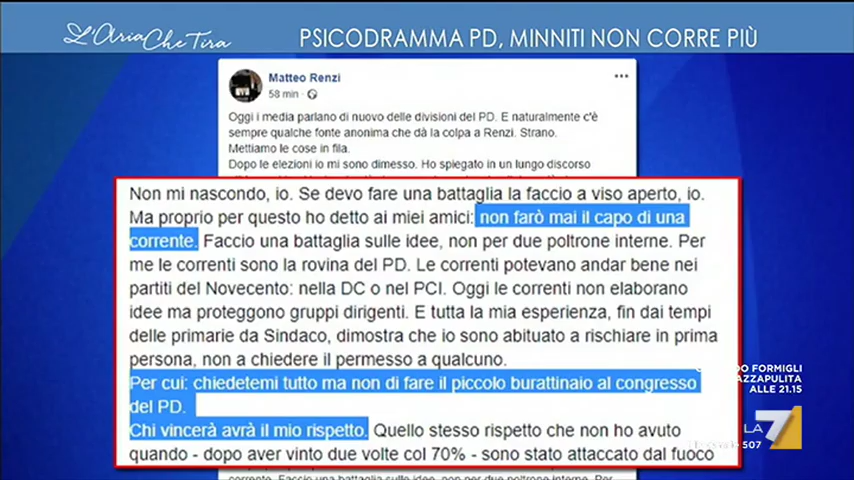 L'Aria Che Tira
PSICODRAMMA PD, MINNITI NON CORRE PIÙ
Matteo Renzi
58 min
Oggi i media parlano di nuovo delle divisioni del PD. E naturalmente c'è
sempre qualche fonte anonima che dà la colpa a Renzi. Strano.
Mettiamo le cose in fila.
Dopo le elezioni io mi sono dimesso. Ho spiegato in un lungo discorso
Non mi nascondo, io. Se devo fare una battaglia la faccio a viso aperto, io.
Ma proprio per questo ho detto ai miei amici: non farò mai il capo di una
corrente. Faccio una battaglia sulle idee, non per due poltrone interne. Per
me le correnti sono la rovina del PD. Le correnti potevano andar bene nei
partiti del Novecento: nella DC o nel PCI. Oggi le correnti non elaborano
idee ma proteggono gruppi dirigenti. E tutta la mia esperienza, fin dai tempi
delle primarie da Sindaco, dimostra che io sono abituato a rischiare in prima
persona, non a chiedere il permesso a qualcuno.
Per cui: chiedetemi tutto ma non di fare il piccolo burattinaio al congresso
del PD.
Chi vincerà avrà il mio rispetto. Quello stesso rispetto che non ho avuto
quando - dopo aver vinto due volte col 70% - sono stato attaccato dal fuoco
corrente. Faccio una battaglia sulle idee, non per due poltrone interne. Per
DO FORMIGLI
AZZAPULITA
ALLE 21.15
LA 7
507